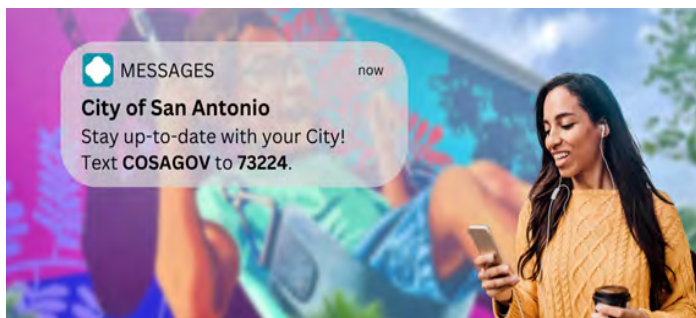 MESSAGES now
City of San Antonio
Stay up-to-date with your City!
Text COSAGOV to 73224.